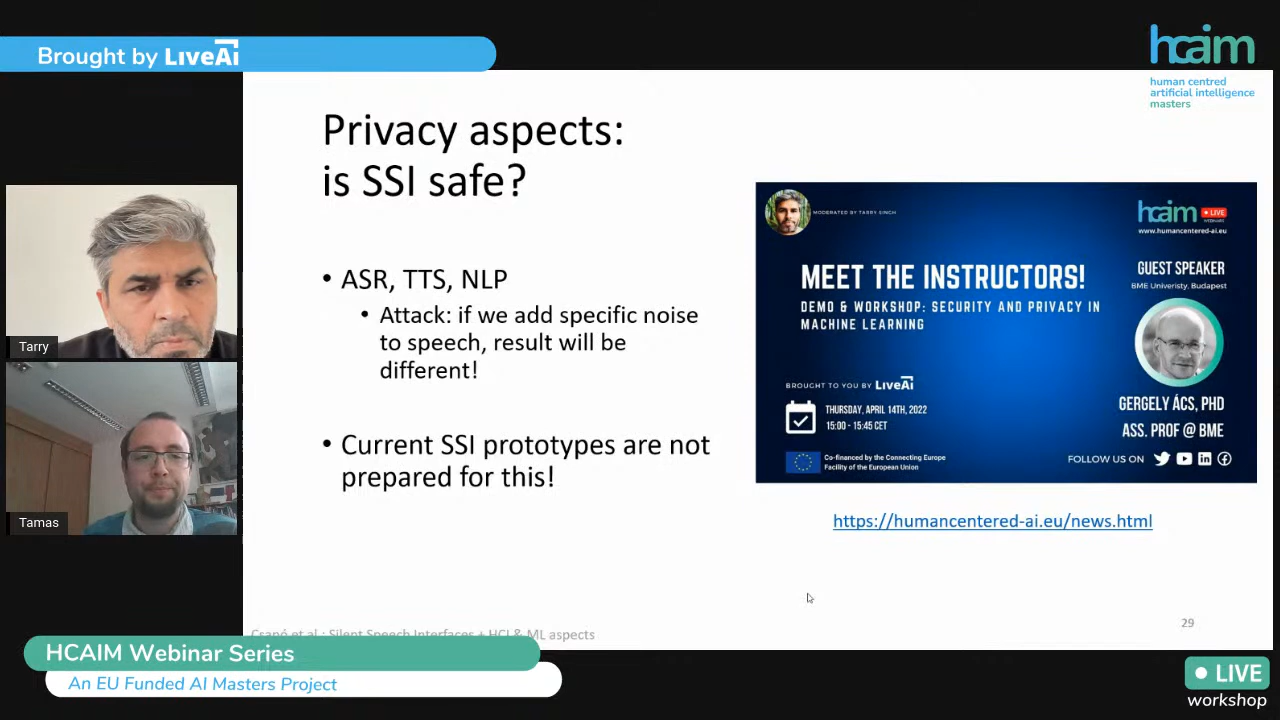 Brought by LiveAi
hcaim
human centred
artificial intelligence
masters
Privacy aspects:
is SSI safe?
• ASR, TTS, NLP
• Attack: if we add specific noise
to speech, result will be
different!
• Current SSI prototypes are not
prepared for this!
MODERATED BY TARRY SINGH
hcaim LIVE
www.humancentered-ai.eu
MEET THE INSTRUCTORS!
DEMO & WORKSHOP: SECURITY AND PRIVACY IN
MACHINE LEARNING
GUEST SPEAKER
BME Univeristy, Budapest
BROUGHT TO YOU BY LiveAi
THURSDAY, APRIL 14TH, 2022
15:00 - 15:45 CET
GERGELY ÁCS, PHD
ASS. PROF @ BME
Co-financed by the Connecting Europe
Facility of the European Union
FOLLOW US ON
https://humancentered-ai.eu/news.html
Tarry
Tamas
Csapó et al.: Silent Speech Interfaces + HCI & ML aspects
29
HCAIM Webinar Series
An EU Funded AI Masters Project
LIVE
workshop